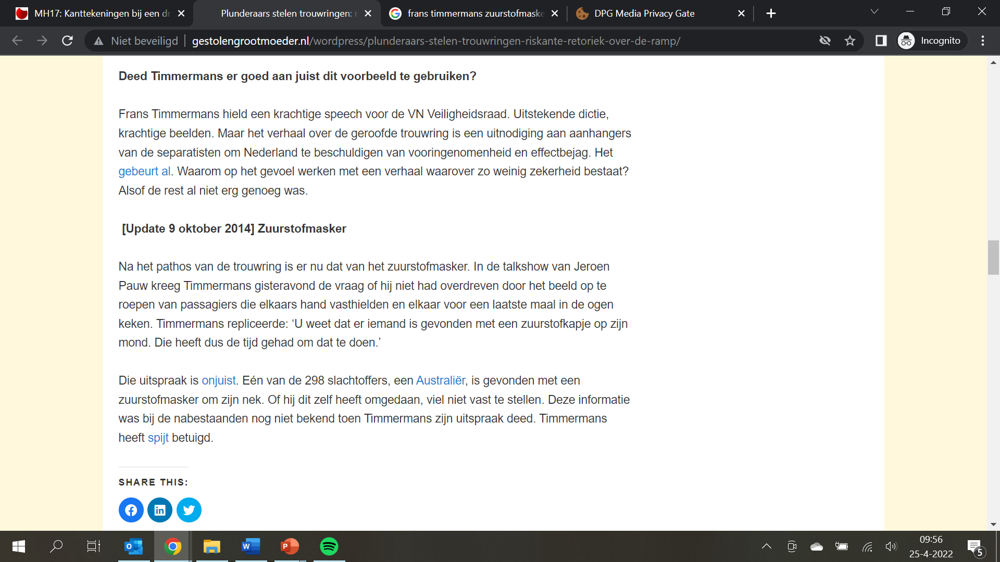 MH17: Kanttekeningen bij een dr
Plunderaars stelen trouwringen: r
frans timmermans zuurstofmaske
DPG Media Privacy Gate
Niet beveiligd
gestolengrootmoeder.nl/wordpress/plunderaars-stelen-trouwringen-riskante-retoriek-over-de-ramp/
Incognito
Deed Timmermans er goed aan juist dit voorbeeld te gebruiken?
Frans Timmermans hield een krachtige speech voor de VN Veiligheidsraad. Uitstekende dictie,
krachtige beelden. Maar het verhaal over de geroofde trouwring is een uitnodiging aan aanhangers
van de separatisten om Nederland te beschuldigen van vooringenomenheid en effectbejag. Het
gebeurt al. Waarom op het gevoel werken met een verhaal waarover zo weinig zekerheid bestaat?
Alsof de rest al niet erg genoeg was.
[Update 9 oktober 2014] Zuurstofmasker
Na het pathos van de trouwring is er nu dat van het zuurstofmasker. In de talkshow van Jeroen
Pauw kreeg Timmermans gisteravond de vraag of hij niet had overdreven door het beeld op te
roepen van passagiers die elkaars hand vasthielden en elkaar voor een laatste maal in de ogen
keken. Timmermans repliceerde: ‘U weet dat er iemand is gevonden met een zuurstofkapje op zijn
mond. Die heeft dus de tijd gehad om dat te doen.’
Die uitspraak is onjuist. Eén van de 298 slachtoffers, een Australiër, is gevonden met een
zuurstofmasker om zijn nek. Of hij dit zelf heeft omgedaan, viel niet vast te stellen. Deze informatie
was bij de nabestaanden nog niet bekend toen Timmermans zijn uitspraak deed. Timmermans
heeft spijt betuigd.
SHARE THIS:
09:56
25-4-2022
5